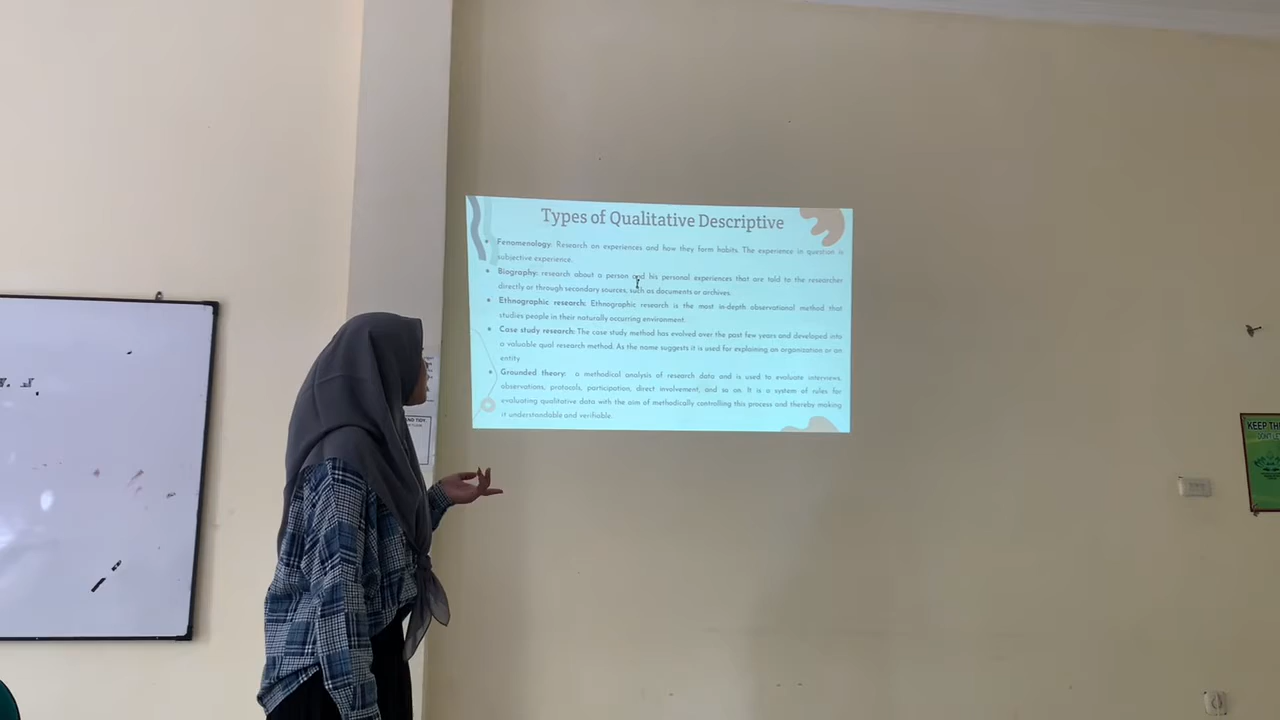 Types of Qualitative Descriptive
Fenomenology: Research on experiences and how they form habits. The experience in question is
subjective experience.
Biography: research about a person and his personal experiences that are told to the researcher
directly or through secondary sources, such as documents or archives.
Ethnographic research: Ethnographic research is the most in-depth observational method that
studies people in their naturally occurring environment.
Case study research: The case study method has evolved over the past few years and developed into
a valuable qual research method. As the name suggests it is used for explaining an organization or an
entity.
Grounded theory: a methodical analysis of research data and is used to evaluate interviews,
observations, protocols, participation, direct involvement, and so on. It is a system of rules for
evaluating qualitative data with the aim of methodically controlling this process and thereby making
it understandable and verifiable.
KEEP